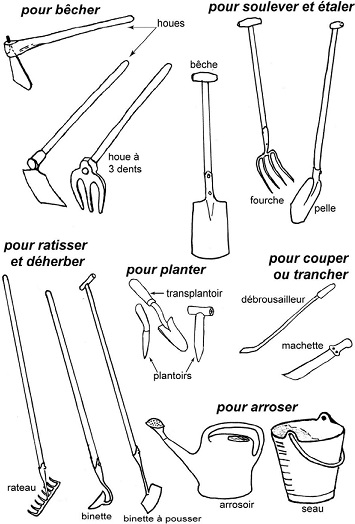 pour bêcher
houes
houe à
3 dents
bêche
pour soulever et étaler
fourche
pelle
pour ratisser
et déherber
rateau
binette
binette à pousser
pour planter
transplantoir
plantoirs
pour couper
ou trancher
débrousailleur
machette
pour arroser
arrosoir
seau